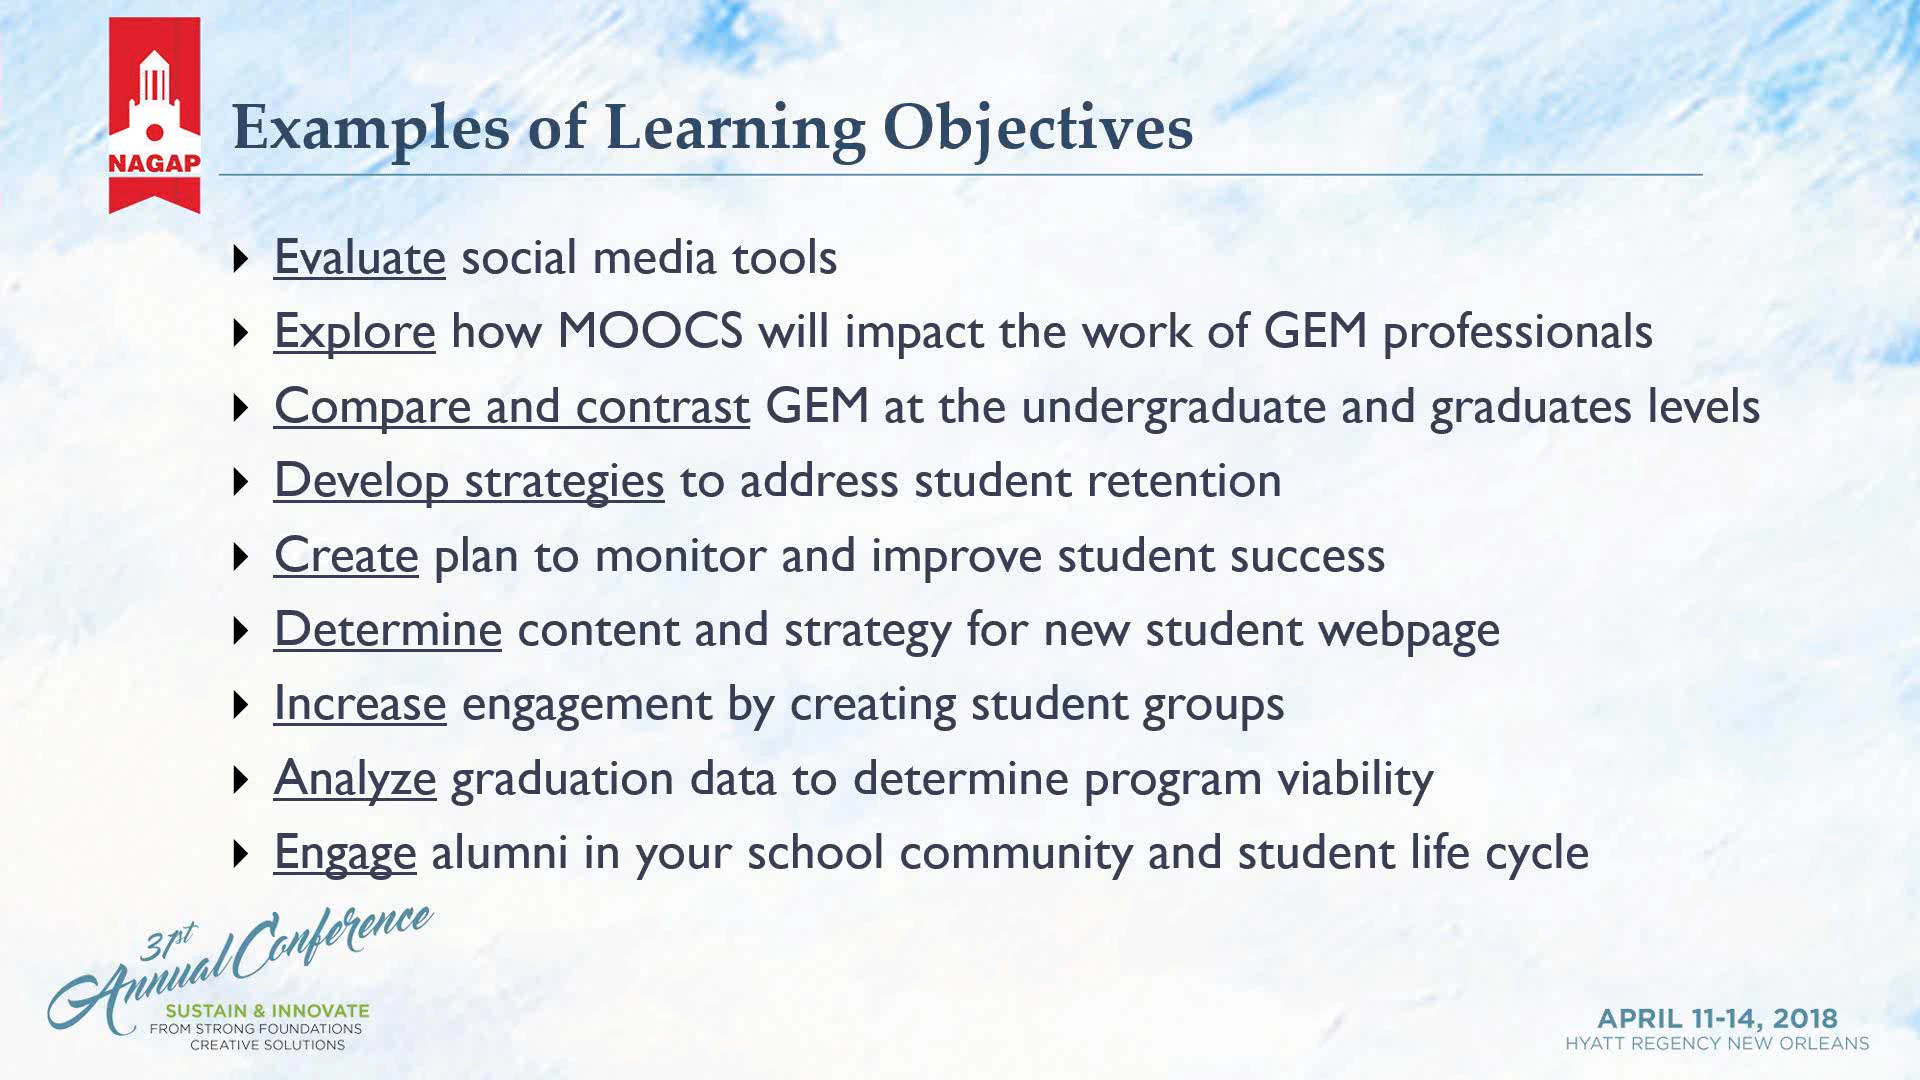 NAGAP
Examples of Learning Objectives
Evaluate social media tools
Explore how MOOCS will impact the work of GEM professionals
Compare and contrast GEM at the undergraduate and graduates levels
Develop strategies to address student retention
Create plan to monitor and improve student success
Determine content and strategy for new student webpage
Increase engagement by creating student groups
Analyze graduation data to determine program viability
Engage alumni in your school community and student life cycle
31st
Annual Conference
SUSTAIN & INNOVATE
FROM STRONG FOUNDATIONS
CREATIVE SOLUTIONS
APRIL 11-14, 2018
HYATT REGENCY NEW ORLEANS